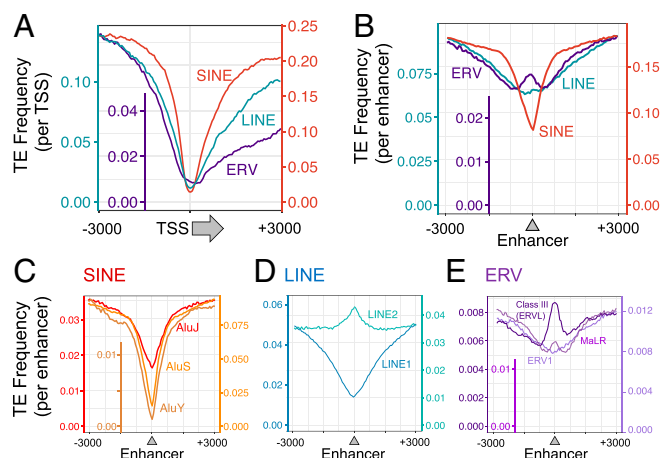 A
B
TE Frequency
(per TSS)
0.10
0.05
0.00
0.04
0.02
0.00
SINE
LINE
ERV
0.25
0.20
0.15
0.10
0.05
0.00
-3000
TSS
+3000
TE Frequency
(per enhancer)
0.075
0.050
0.025
0.00
0.02
0.01
0.00
ERV
LINE
SINE
0.15
0.10
0.05
0.00
-3000
+3000
Enhancer
C
SINE
D
LINE
E
ERV
TE Frequency
(per enhancer)
0.03
0.02
0.01
0.00
0.01
0.00
AluJ
AluS
AluY
0.075
0.050
0.025
0.000
-3000
+3000
Enhancer
0.06
0.04
0.02
0.00
LINE2
LINE1
0.04
0.03
0.02
0.01
0.00
-3000
+3000
Enhancer
0.008
0.006
0.004
0.002
0.00
0.01
0.00
Class III
(ERVL)
MaLR
ERV1
0.012
0.008
0.004
0.00
-3000
+3000
Enhancer